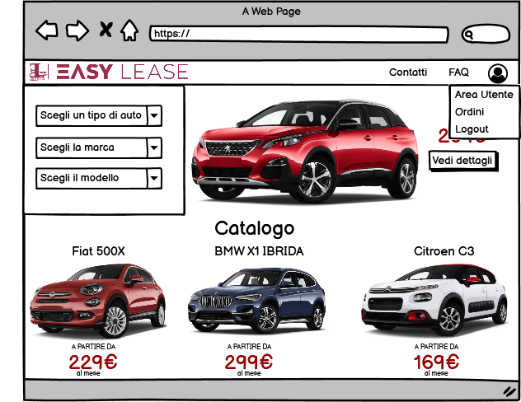 A Web Page
https://
EASY LEASE
Contatti
FAQ
Area Utente
Ordini
Logout
Scegli un tipo di auto
Scegli la marca
Scegli il modello
Vedi dettagli
Catalogo
Fiat 500X
BMW X1 IBRIDA
Citroen C3
A PARTIRE DA
A PARTIRE DA
A PARTIRE DA
229€
299€
169€
al mese
al mese
al mese